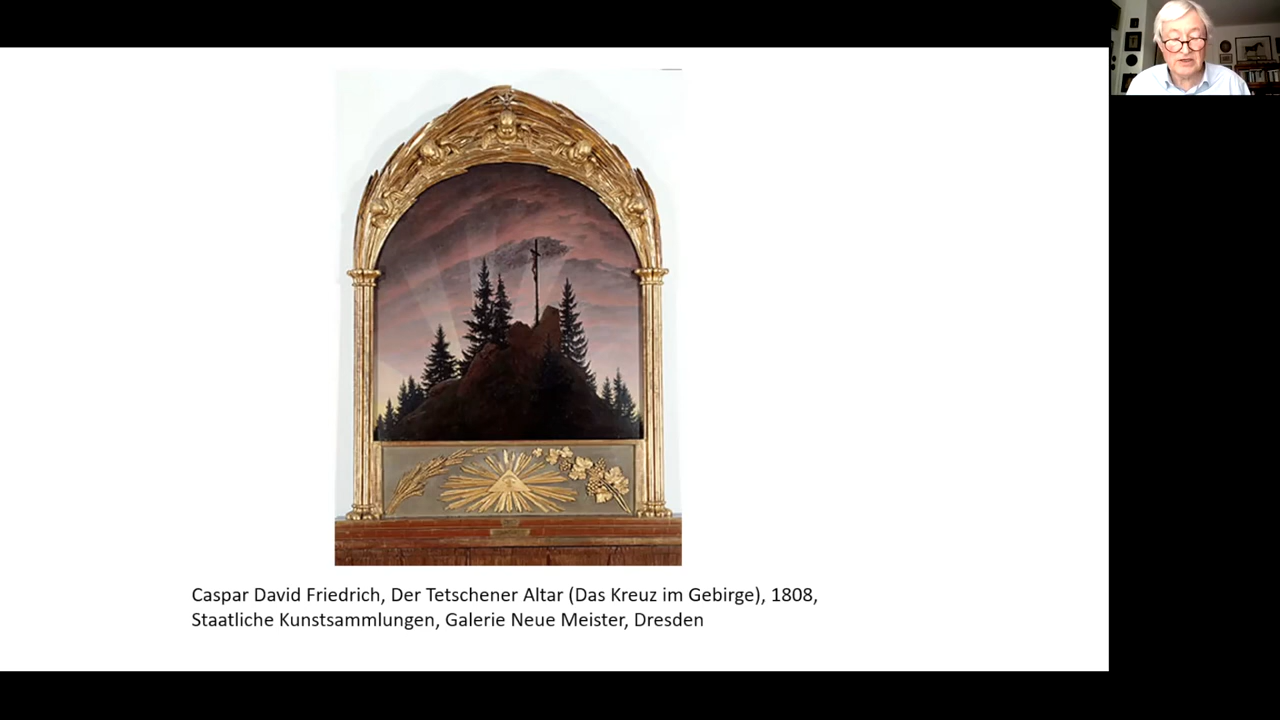 Caspar David Friedrich, Der Tetschener Altar (Das Kreuz im Gebirge), 1808,
Staatliche Kunstsammlungen, Galerie Neue Meister, Dresden